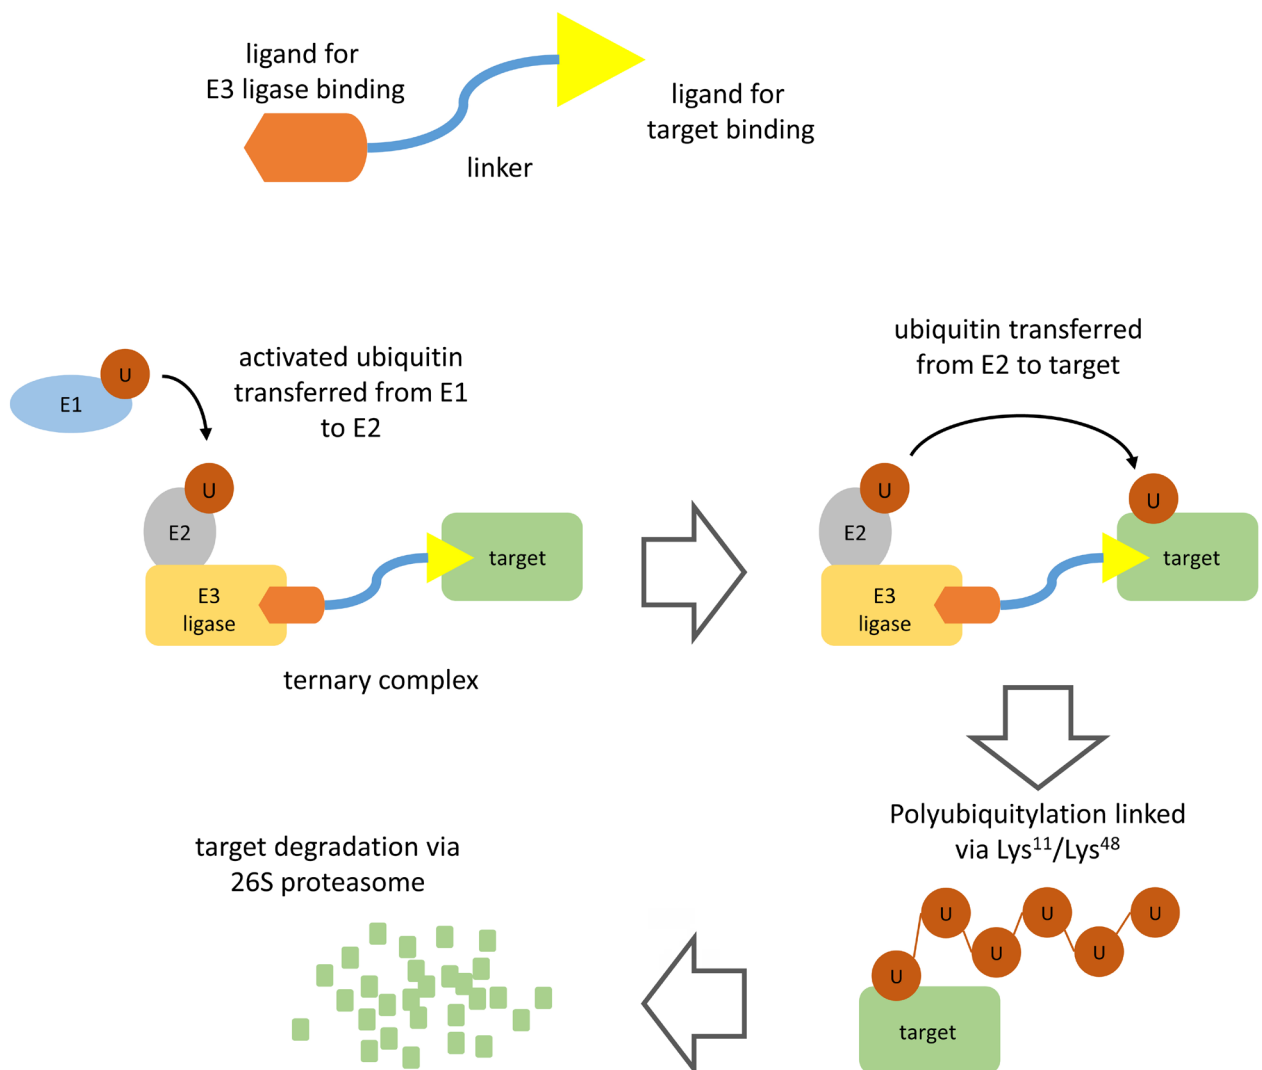 ligand for
E3 ligase binding
ligand for
target binding
linker
activated ubiquitin
transferred from E1
to E2
U
E1
U
E2
E3
ligase
target
ternary complex
ubiquitin transferred
from E2 to target
U
U
E2
E3
ligase
target
Polyubiquitylation linked
via Lys¹¹/Lys⁴⁸
U
U
U
U
U
U
target
target degradation via
26S proteasome